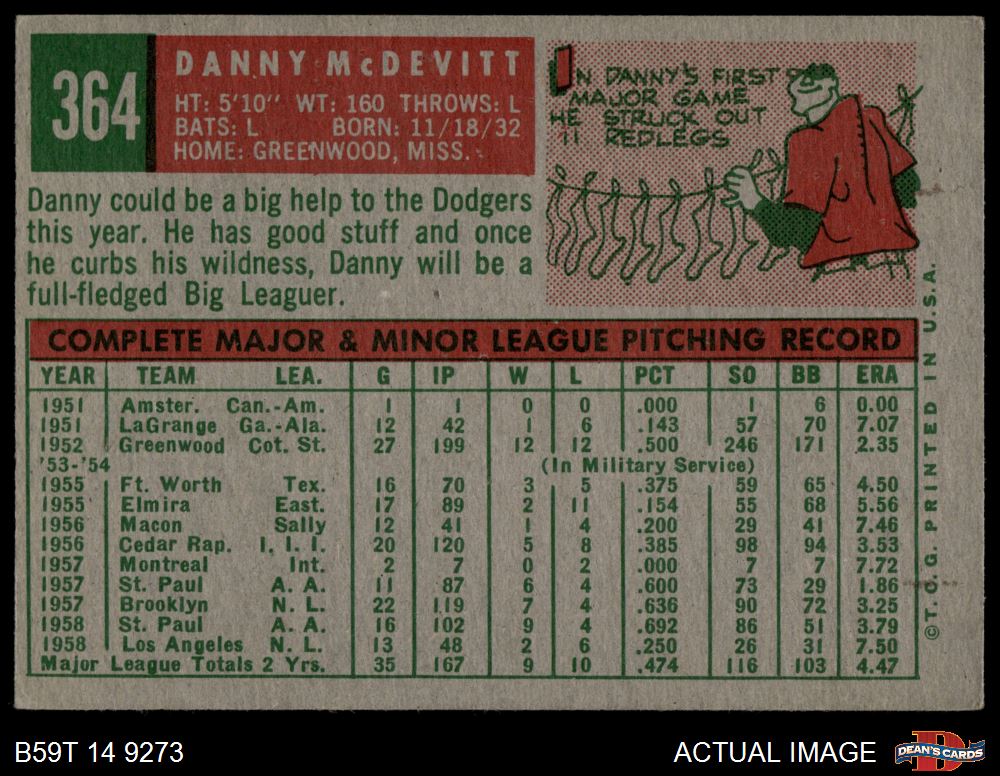 364
DANNY McDEVITT
HT: 5'10" WT: 160 THROWS: L
BATS: L BORN: 11/18/32
HOME: GREENWOOD, MISS.
IN DANNY'S FIRST
MAJOR GAME
HE STRUCK OUT
11 REDLEGS
Danny could be a big help to the Dodgers
this year. He has good stuff and once
he curbs his wildness, Danny will be a
full-fledged Big Leaguer.
COMPLETE MAJOR & MINOR LEAGUE PITCHING RECORD
YEAR TEAM LEA. G IP W L PCT SO BB ERA
1951 Amster. Can.-Am. 1 1 0 0 .000 1 6 0.00
1951 LaGrange Ga.-Ala. 12 42 1 6 .143 57 70 7.07
1952 Greenwood Cot. St. 27 199 12 12 .500 246 171 2.35
'53-'54 (In Military Service)
1955 Ft. Worth Tex. 16 70 3 5 .375 59 65 4.50
1955 Elmira East. 17 89 2 11 .154 55 68 5.56
1956 Macon Sally 12 41 1 4 .200 29 41 7.46
1956 Cedar Rap. I. I. I. 20 120 5 8 .385 98 94 3.53
1957 Montreal Int. 2 7 0 2 .000 7 7 7.72
1957 St. Paul A. A. 11 87 6 4 .600 73 29 1.86
1957 Brooklyn N. L. 22 119 7 4 .636 90 72 3.25
1958 St. Paul A. A. 16 102 9 4 .692 86 51 3.79
1958 Los Angeles N. L. 13 48 2 6 .250 26 31 7.50
Major League Totals 2 Yrs. 35 167 9 10 .474 116 103 4.47
©T.C.G. PRINTED IN U.S.A.
B59T 14 9273
ACTUAL IMAGE
DEAN'S CARDS